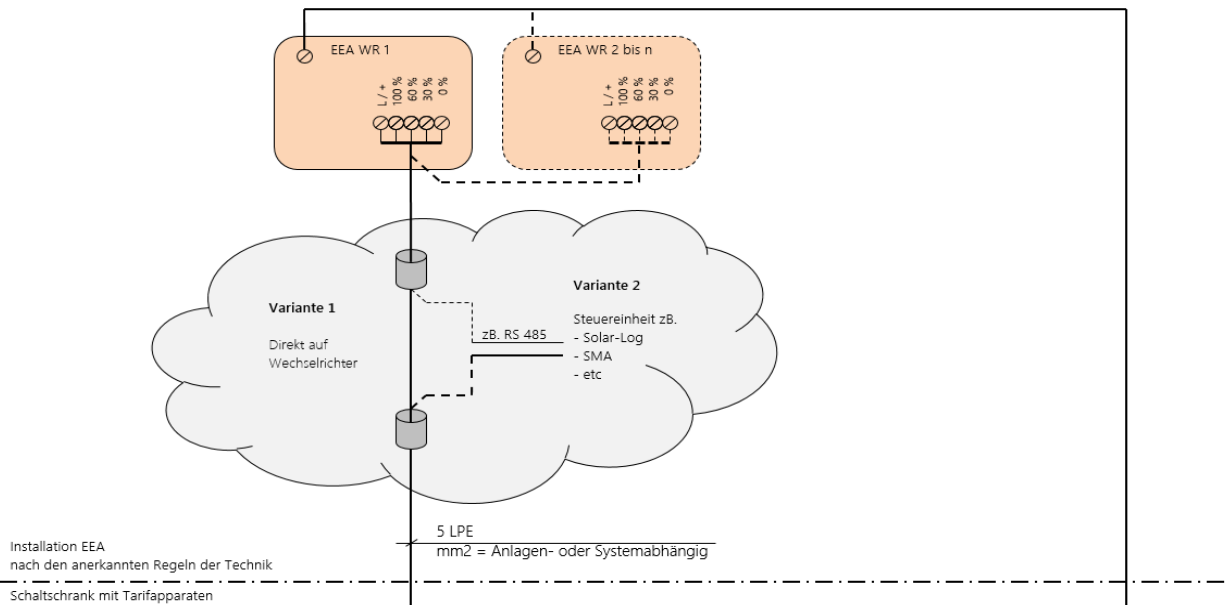 EEA WR 1
EEA WR 2 bis n
L / +
100 %
60 %
30 %
0 %
L / +
100 %
60 %
30 %
0 %
Variante 1
Direkt auf
Wechselrichter
zB. RS 485
Variante 2
Steuereinheit zB.
- Solar-Log
- SMA
- etc
5 LPE
mm2 = Anlagen- oder Systemabhängig
Installation EEA
nach den anerkannten Regeln der Technik
Schaltschrank mit Tarifapparaten